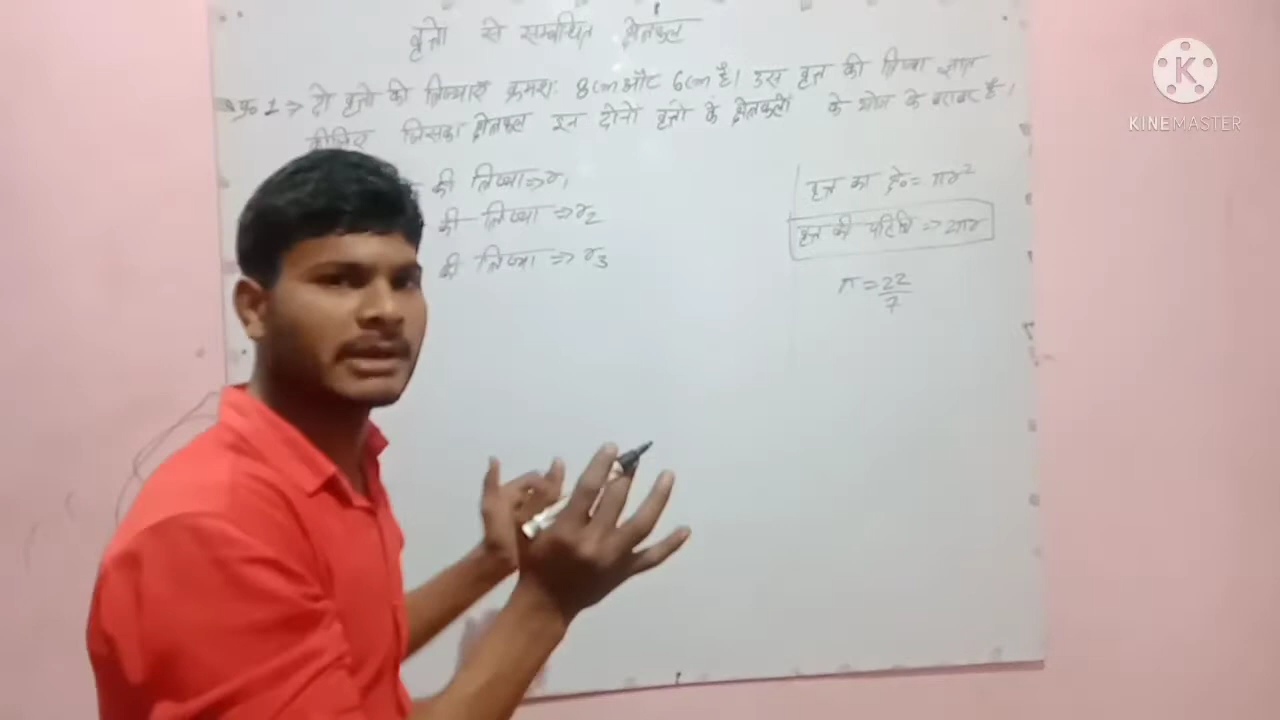 वृत्तो से सम्बंधित क्षेत्रफल
प्र० 1 => दो वृत्तो की त्रिज्याए क्रमशः 8cm और 6cm है। उस वृत्त की त्रिज्या ज्ञात
कीजिए जिसका क्षेत्रफल इन दोनो वृत्तो के क्षेत्रफलों के योग के बराबर है।
की त्रिज्या => r₁
की त्रिज्या => r₂
की त्रिज्या => r₃
वृत्त का क्षे० = πr²
वृत्त की परिधि => 2πr
π = 22/7
K
KINEMASTER